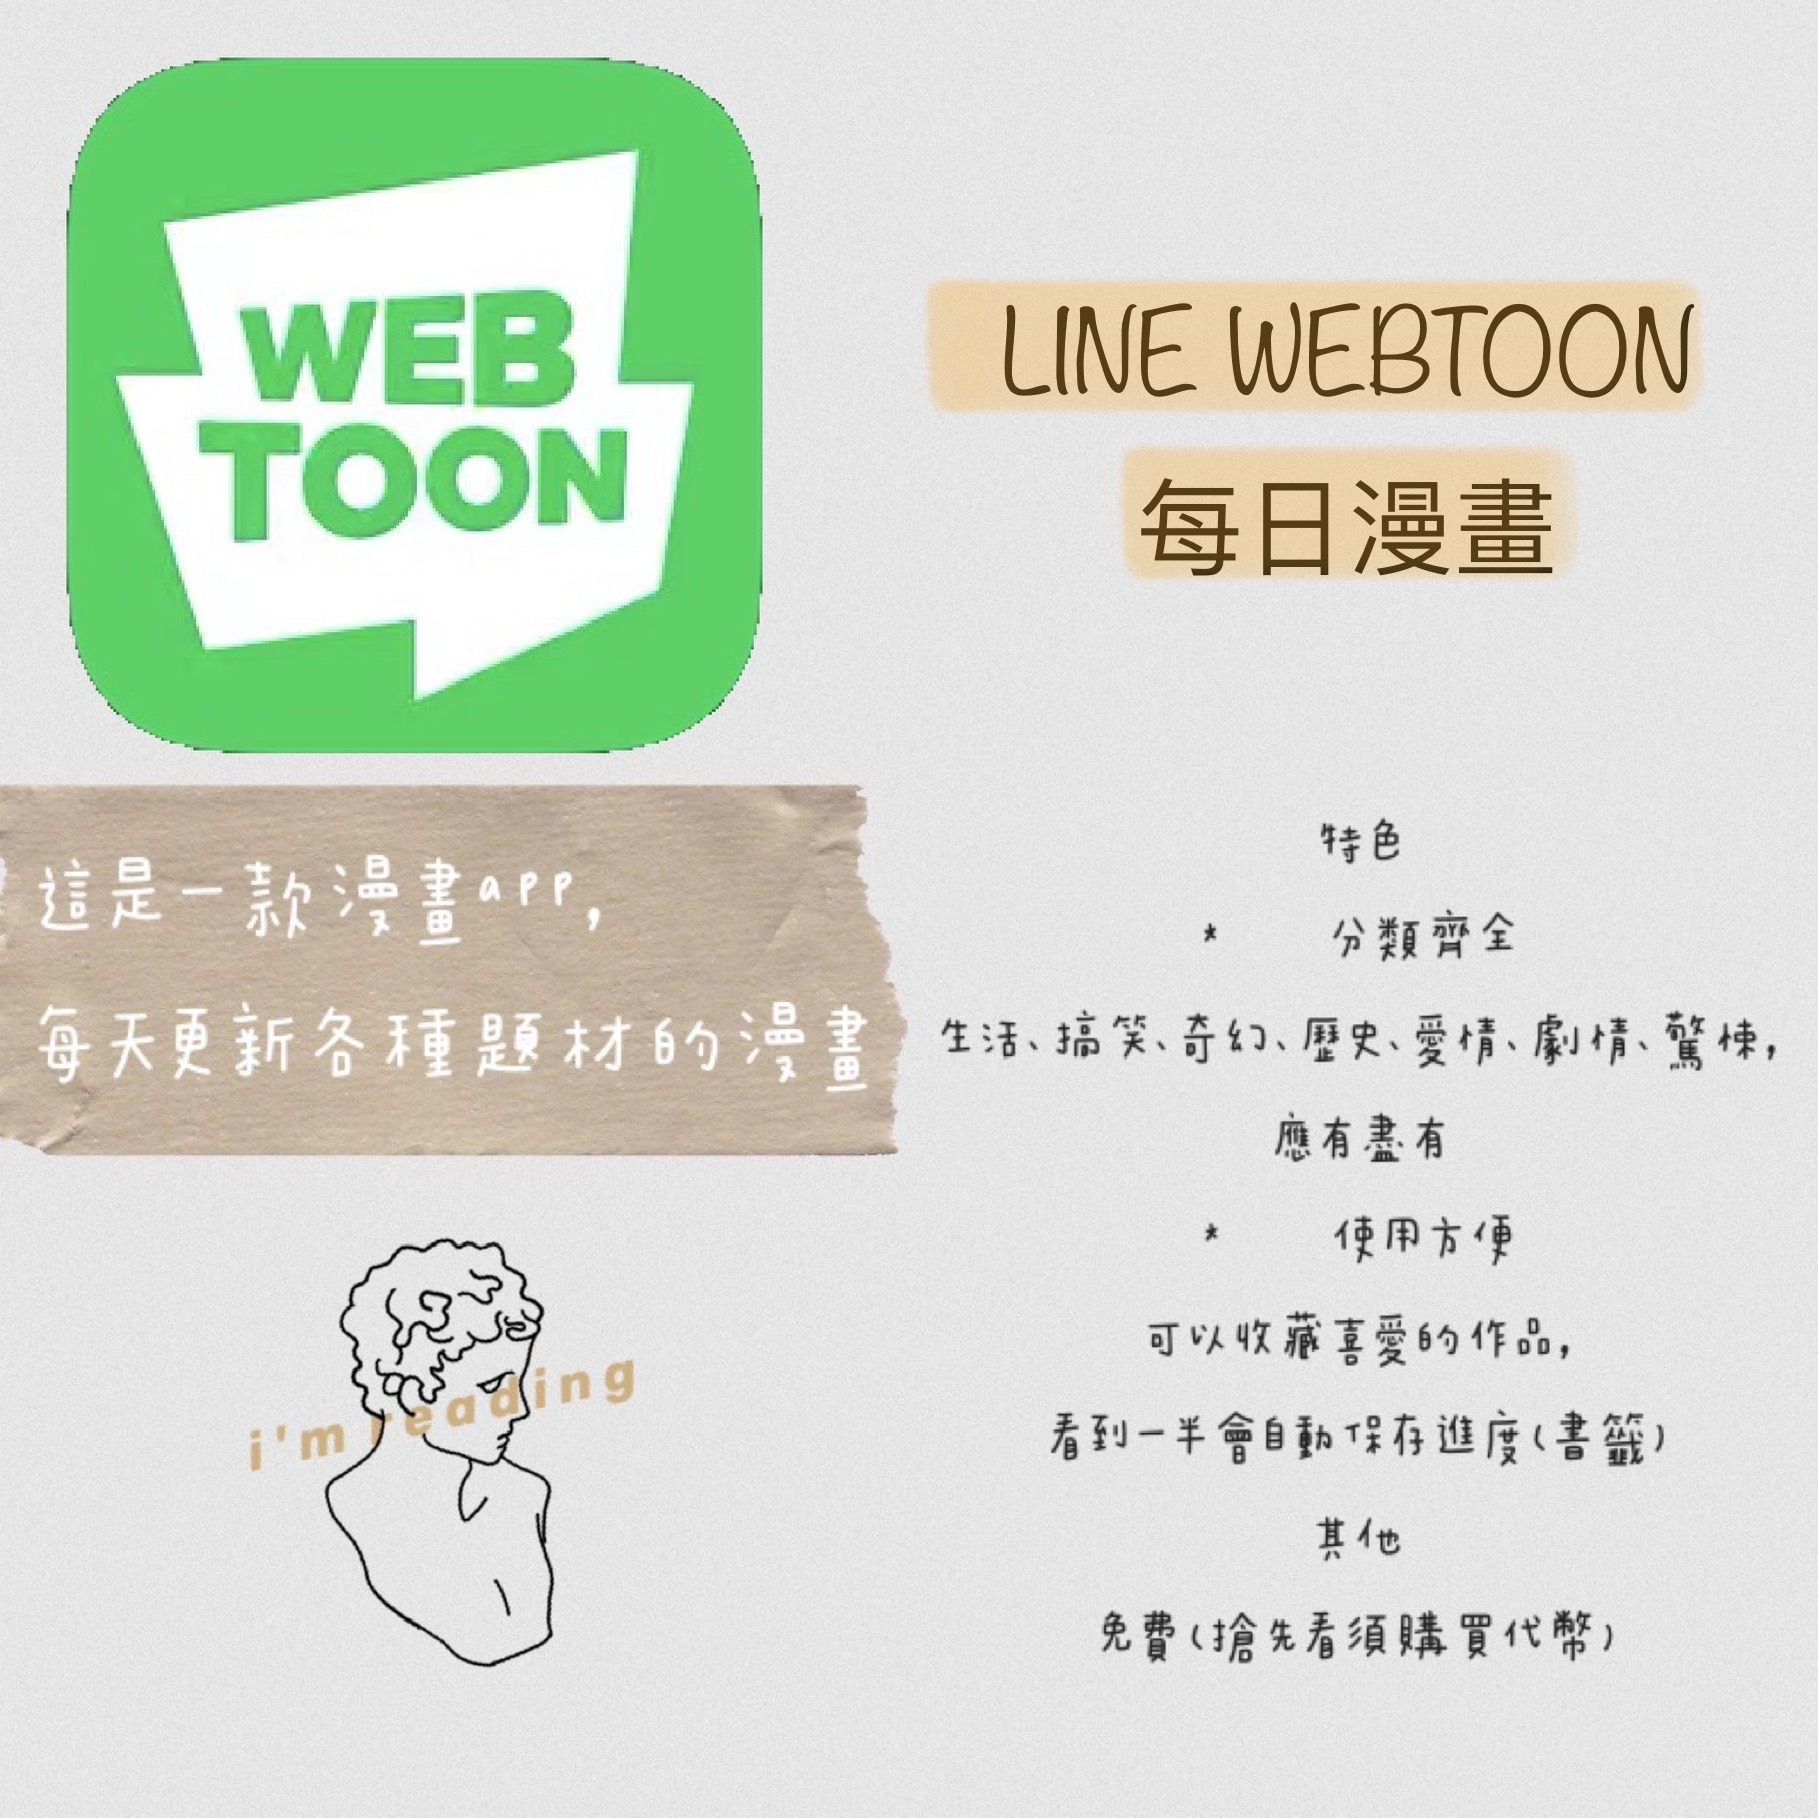 WEB
TOON
LINE WEBTOON
每日漫畫
這是一款漫畫app,
每天更新各種題材的漫畫
i'm reading
特色
* 分類齊全
生活、搞笑、奇幻、歷史、愛情、劇情、驚悚,
應有盡有
* 使用方便
可以收藏喜愛的作品,
看到一半會自動保存進度(書籤)
其他
免費(搶先看須購買代幣)